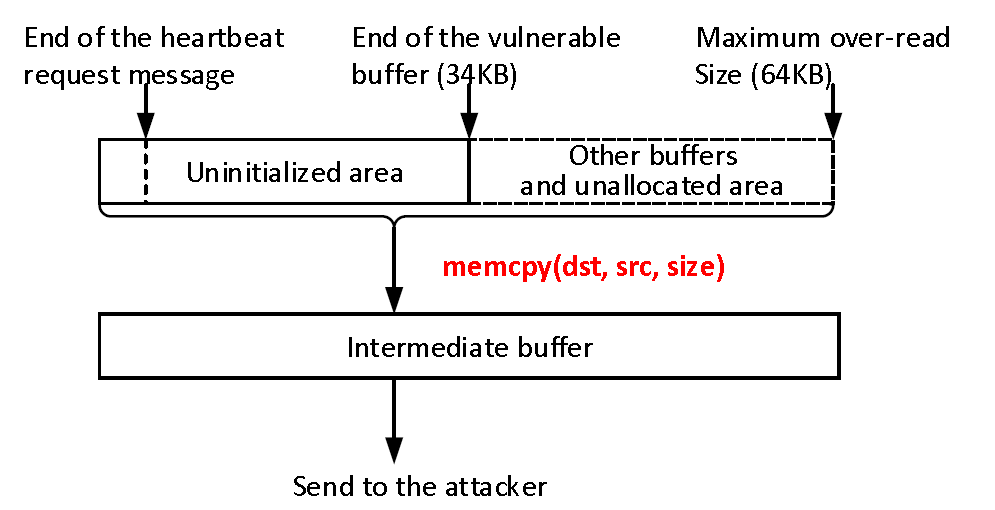 End of the heartbeat
request message
End of the vulnerable
buffer (34KB)
Maximum over-read
Size (64KB)
Uninitialized area
Other buffers
and unallocated area
memcpy(dst, src, size)
Intermediate buffer
Send to the attacker